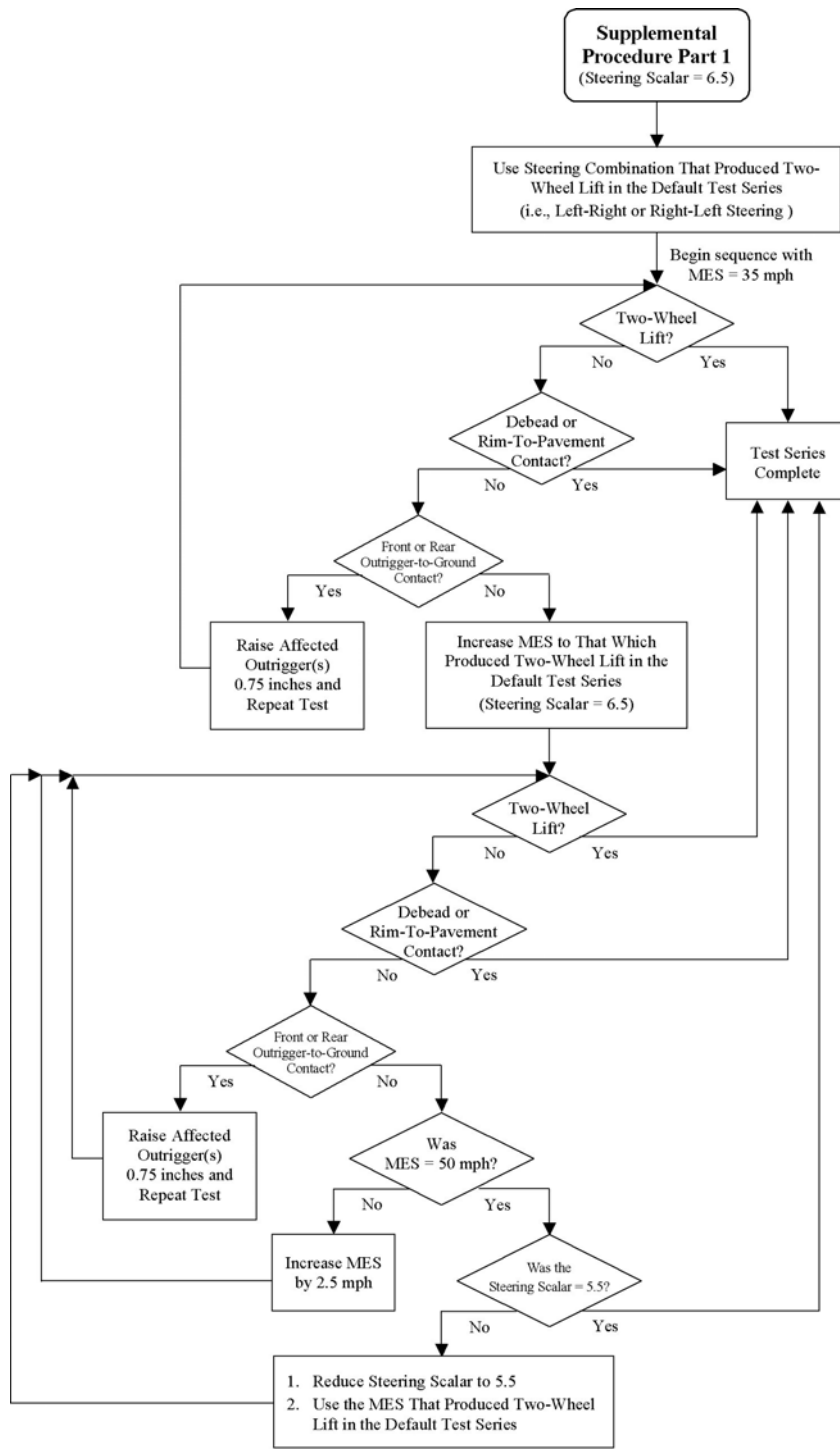 Supplemental
Procedure Part 1
(Steering Scalar = 6.5)
Use Steering Combination That Produced Two-
Wheel Lift in the Default Test Series
(i.e., Left-Right or Right-Left Steering )
Begin sequence with
MES = 35 mph
Two-Wheel
Lift?
No
Yes
Debead or
Rim-To-Pavement
Contact?
Test Series
Complete
No
Yes
Front or Rear
Outrigger-to-Ground
Contact?
Yes
No
Raise Affected
Outrigger(s)
0.75 inches and
Repeat Test
Increase MES to That Which
Produced Two-Wheel Lift in the
Default Test Series
(Steering Scalar = 6.5)
Two-Wheel
Lift?
No
Yes
Debead or
Rim-To-Pavement
Contact?
No
Yes
Front or Rear
Outrigger-to-Ground
Contact?
Yes
No
Raise Affected
Outrigger(s)
0.75 inches and
Repeat Test
Was
MES = 50 mph?
No
Yes
Increase MES
by 2.5 mph
Was the
Steering Scalar = 5.5?
No
Yes
1. Reduce Steering Scalar to 5.5
2. Use the MES That Produced Two-Wheel
Lift in the Default Test Series